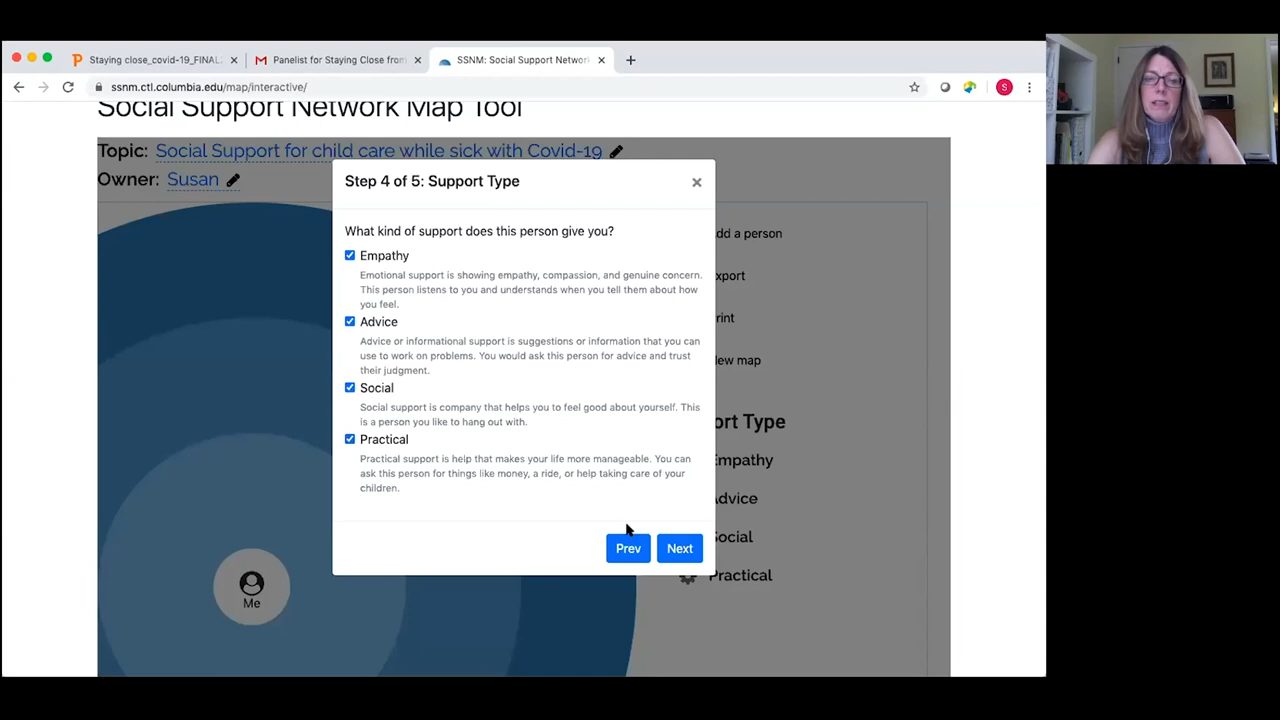 Staying close_covid-19_FINAL
Panelist for Staying Close from
SSNM: Social Support Network
ssnm.ctl.columbia.edu/map/interactive/
S
Social Support Network Map Tool
Topic: Social Support for child care while sick with Covid-19
Owner: Susan
Step 4 of 5: Support Type
What kind of support does this person give you?
Empathy
Emotional support is showing empathy, compassion, and genuine concern.
This person listens to you and understands when you tell them about how
you feel.
Advice
Advice or informational support is suggestions or information that you can
use to work on problems. You would ask this person for advice and trust
their judgment.
Social
Social support is company that helps you to feel good about yourself. This
is a person you like to hang out with.
Practical
Practical support is help that makes your life more manageable. You can
ask this person for things like money, a ride, or help taking care of your
children.
Prev
Next
dd a person
xport
rint
ew map
ort Type
mpathy
dvice
ocial
Practical
Me